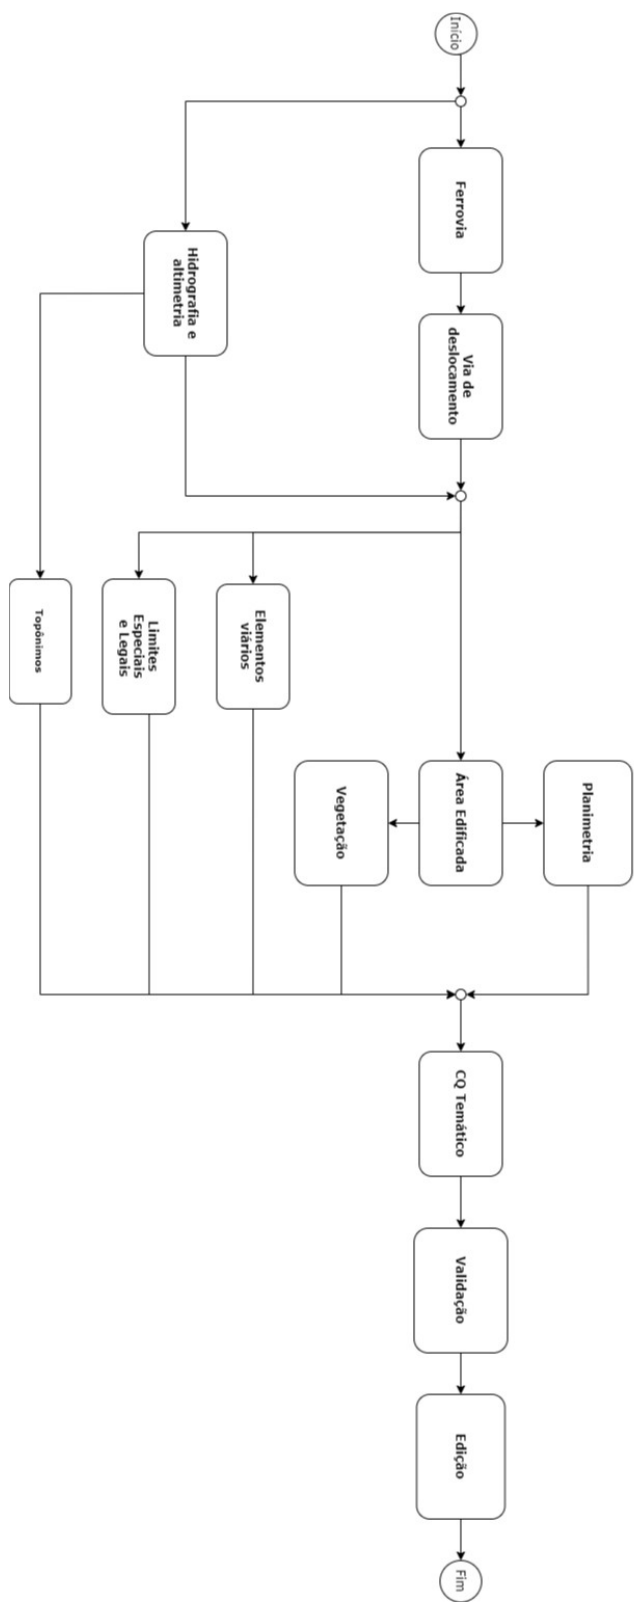 Início
Ferrovia
Hidrografia e
altimetria
Via de
deslocamento
Topônimos
Limites
Especiais
e Legais
Elementos
viários
Vegetação
Área Edificada
Planimetria
CQ Temático
Validação
Edição
Fim